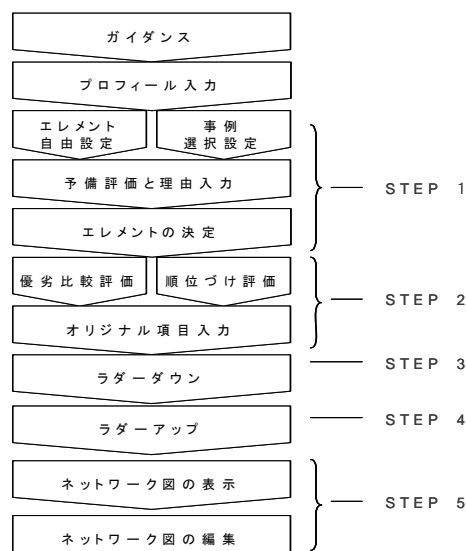 ガイダンス
プロフィール入力
エレメント
自由設定
事例
選択設定
予備評価と理由入力
STEP 1
エレメントの決定
優劣比較評価
順位づけ評価
STEP 2
オリジナル項目入力
STEP 3
ラダーダウン
STEP 4
ラダーアップ
ネットワーク図の表示
STEP 5
ネットワーク図の編集